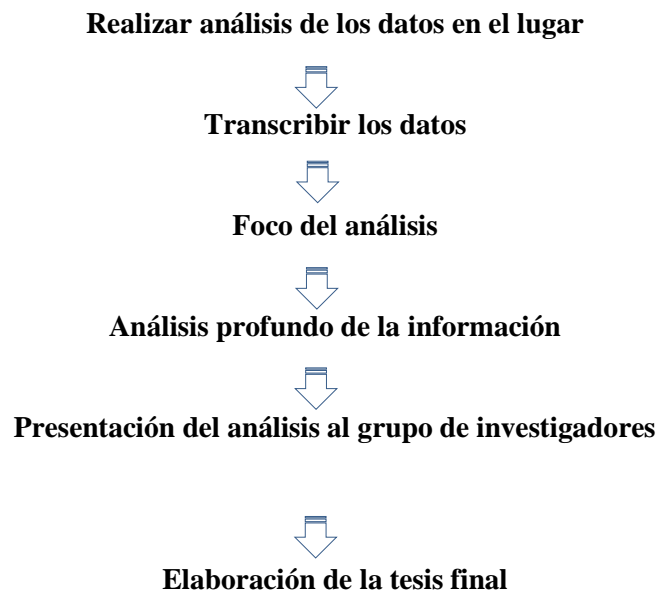 Realizar análisis de los datos en el lugar
Transcribir los datos
Foco del análisis
Análisis profundo de la información
Presentación del análisis al grupo de investigadores
Elaboración de la tesis final